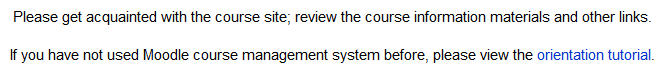 Please get acquainted with the course site; review the course information materials and other links.
If you have not used Moodle course management system before, please view the orientation tutorial.